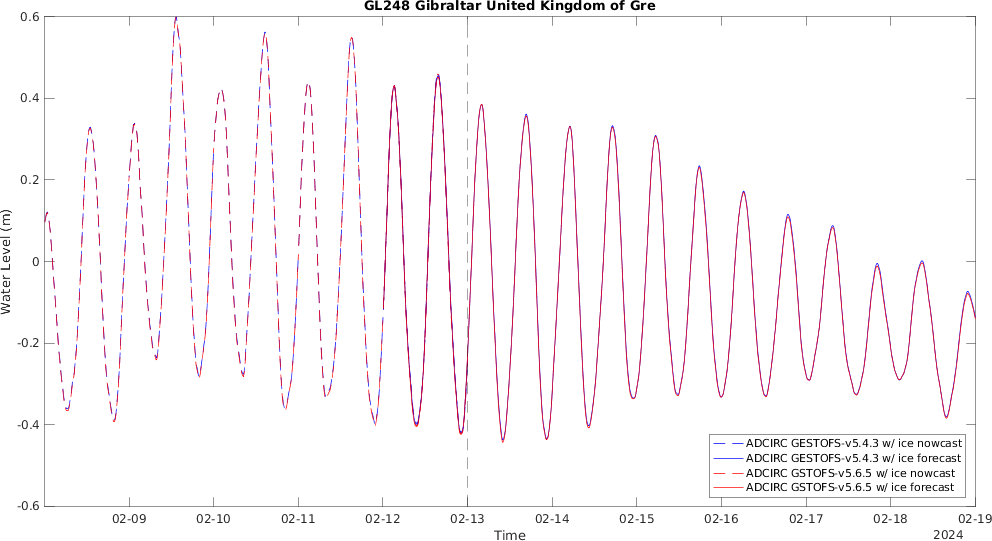 GL248 Gibraltar United Kingdom of Gre
0.6
0.4
0.2
0
-0.2
-0.4
-0.6
Water Level (m)
ADCIRC GESTOFS-v5.4.3 w/ ice nowcast
ADCIRC GESTOFS-v5.4.3 w/ ice forecast
ADCIRC GSTOFS-v5.6.5 w/ ice nowcast
ADCIRC GSTOFS-v5.6.5 w/ ice forecast
02-09 02-10 02-11 02-12 02-13 02-14 02-15 02-16 02-17 02-18 02-19
Time
2024